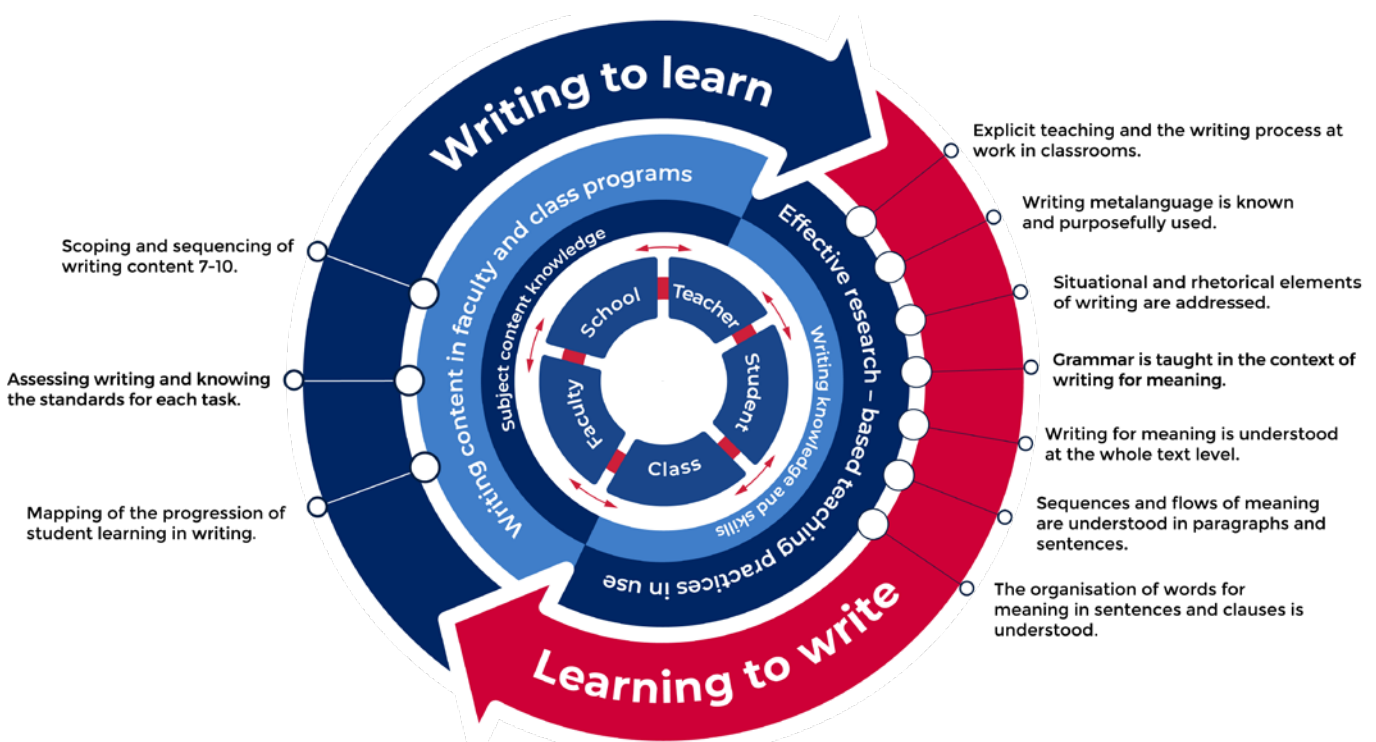 Writing to learn
Writing content in faculty and class programs
Subject content knowledge
School
Teacher
Student
Class
Faculty
Writing knowledge and skills
Effective research – based teaching practices in use
Learning to write
Scoping and sequencing of
writing content 7-10.
Assessing writing and knowing
the standards for each task.
Mapping of the progression of
student learning in writing.
Explicit teaching and the writing process at
work in classrooms.
Writing metalanguage is known
and purposefully used.
Situational and rhetorical elements
of writing are addressed.
Grammar is taught in the context of
writing for meaning.
Writing for meaning is understood
at the whole text level.
Sequences and flows of meaning
are understood in paragraphs and
sentences.
The organisation of words for
meaning in sentences and clauses is
understood.